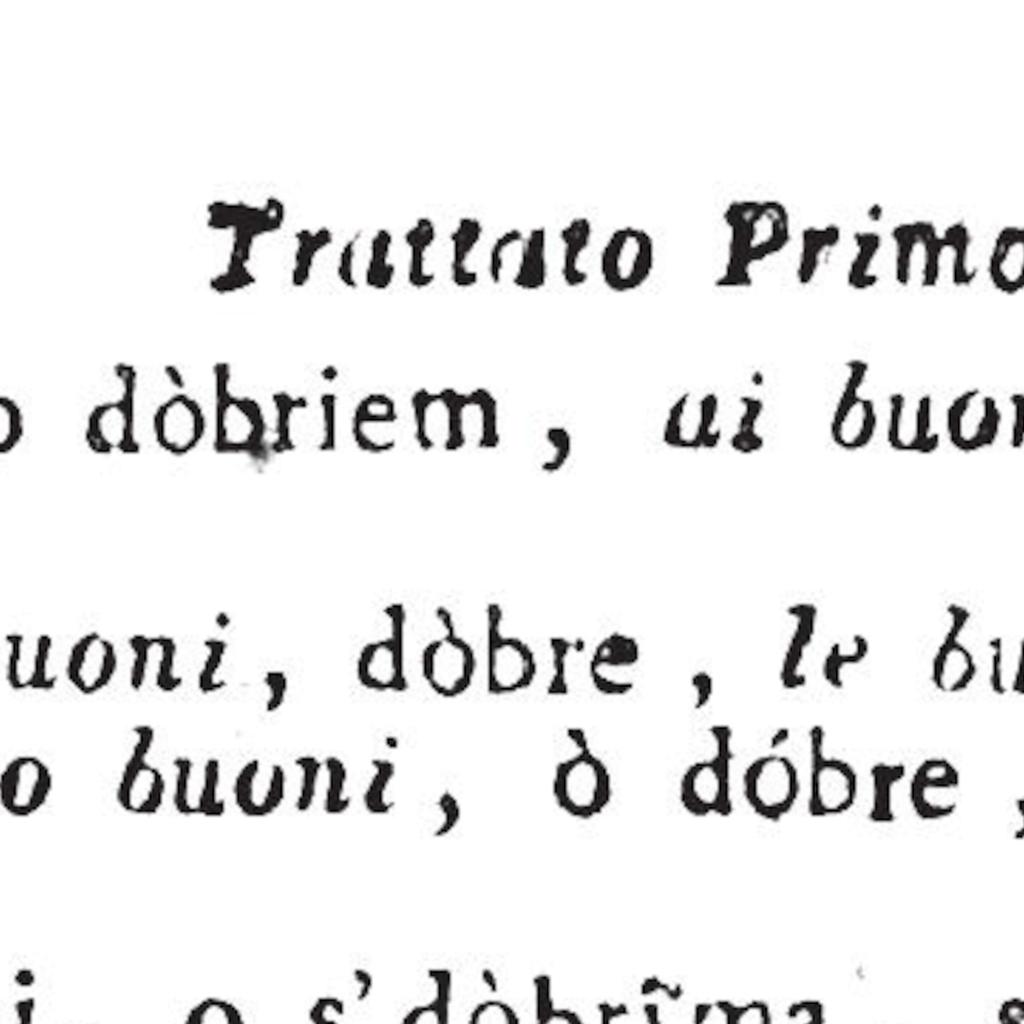 Trattato Primo
dòbriem, ai buon
uoni, dòbre, le bu
o buoni, ò dóbre,
o s'dòbrĩma